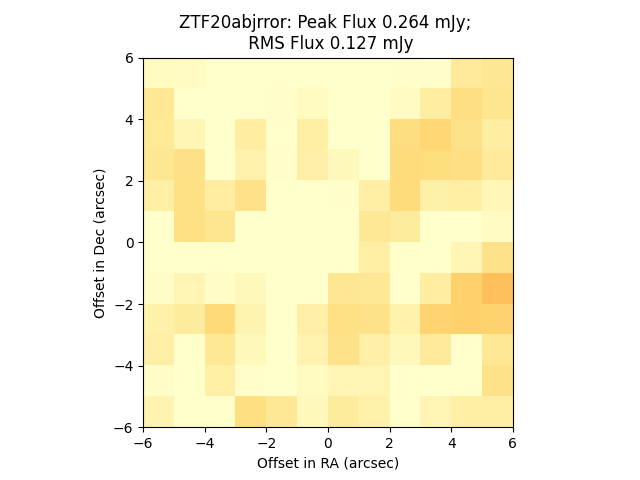 ZTF20abjrror: Peak Flux 0.264 mJy;
RMS Flux 0.127 mJy
6
4
2
0
−2
−4
−6
Offset in Dec (arcsec)
−6 −4 −2 0 2 4 6
Offset in RA (arcsec)